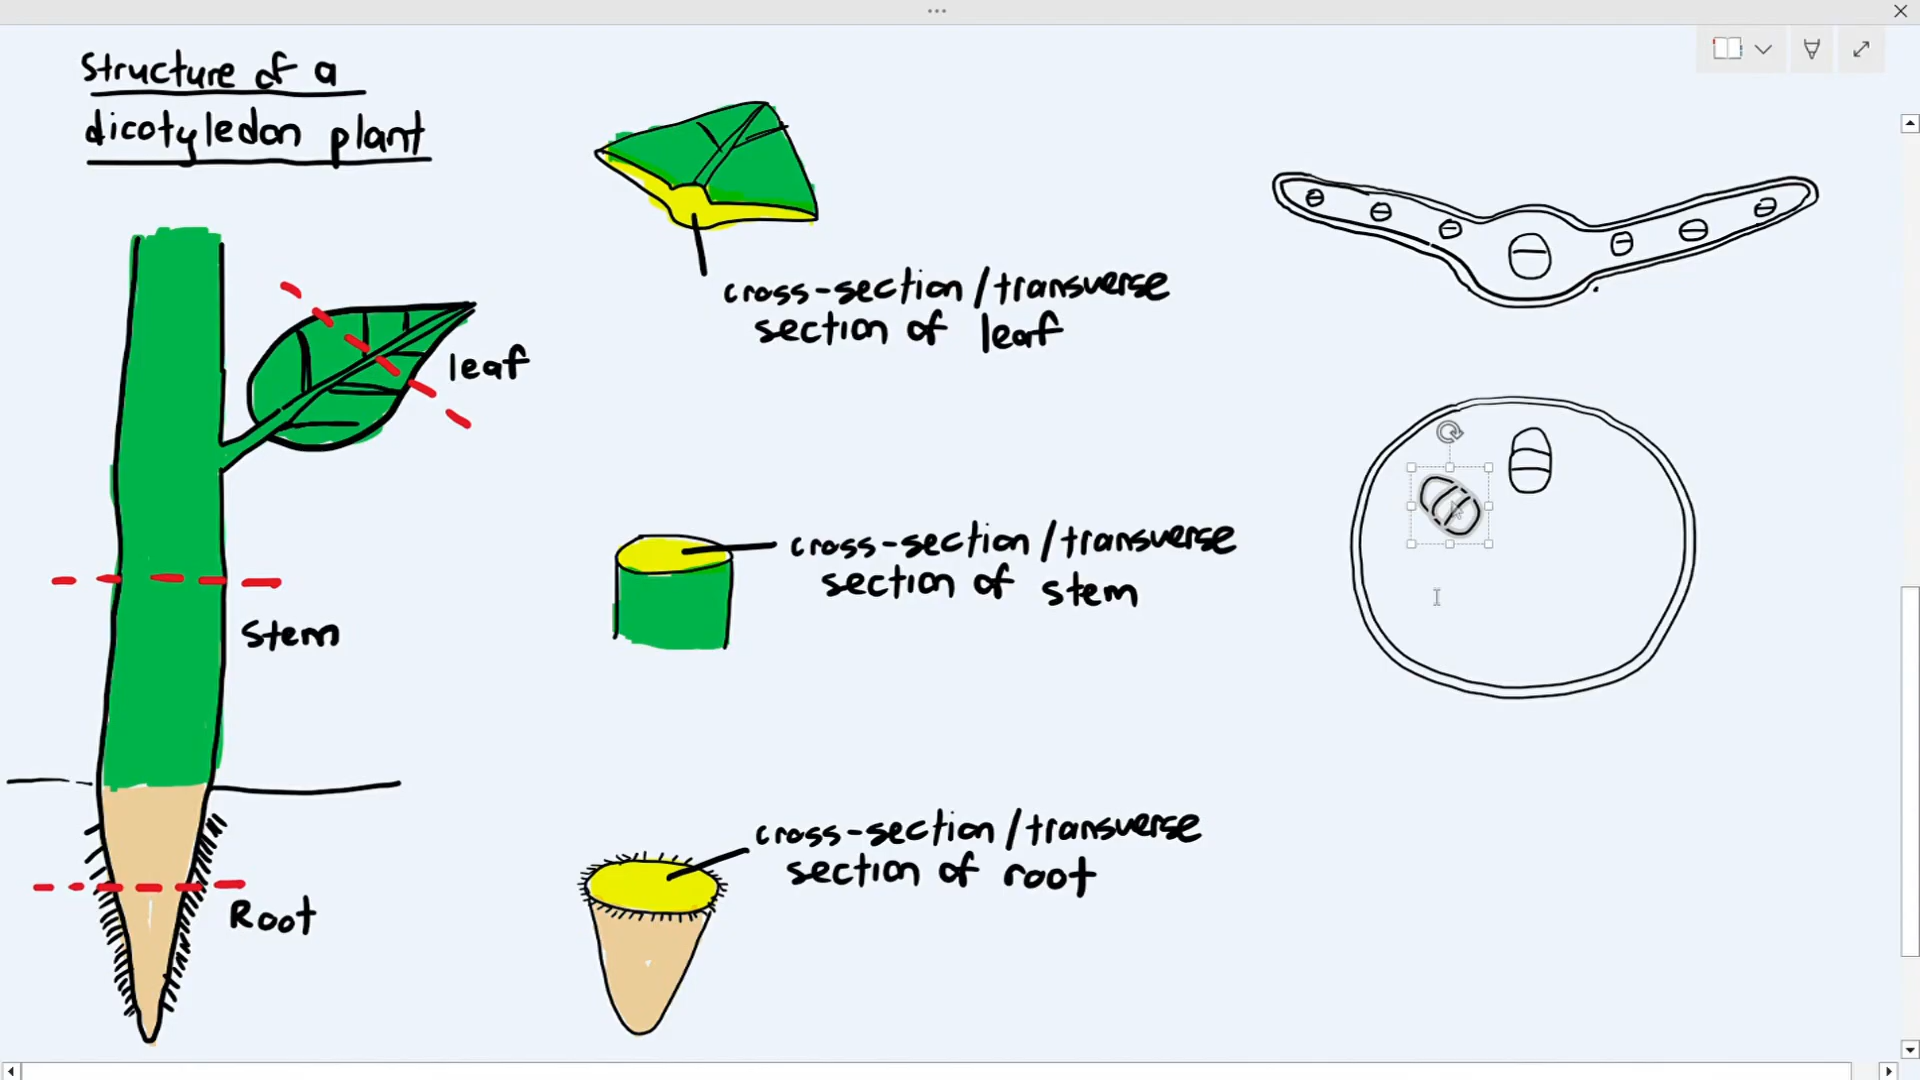 Structure of a
dicotyledon plant
leaf
Stem
Root
cross-section/transverse
section of leaf
cross-section/transverse
section of stem
cross-section/transverse
section of root